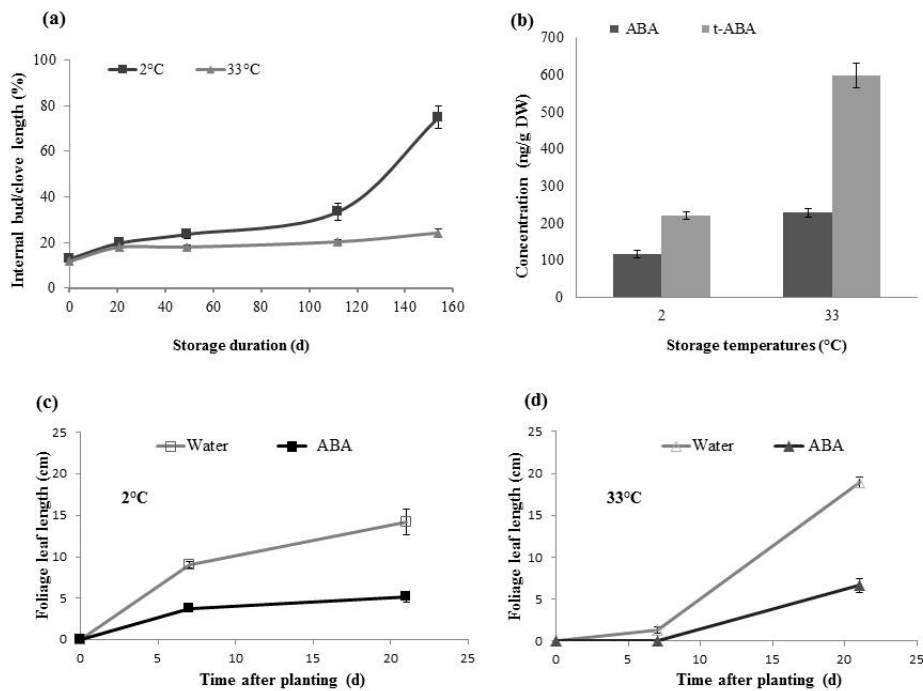 (a)
2°C 33°C
Internal bud/clove length (%)
100
80
60
40
20
0
0 20 40 60 80 100 120 140 160
Storage duration (d)
(b)
ABA t-ABA
Concentration (ng/g DW)
700
600
500
400
300
200
100
0
2 33
Storage temperatures (°C)
(c)
Water ABA
2°C
Foliage leaf length (cm)
25
20
15
10
5
0
0 5 10 15 20 25
Time after planting (d)
(d)
Water ABA
33°C
Foliage leaf length (cm)
25
20
15
10
5
0
0 5 10 15 20 25
Time after planting (d)